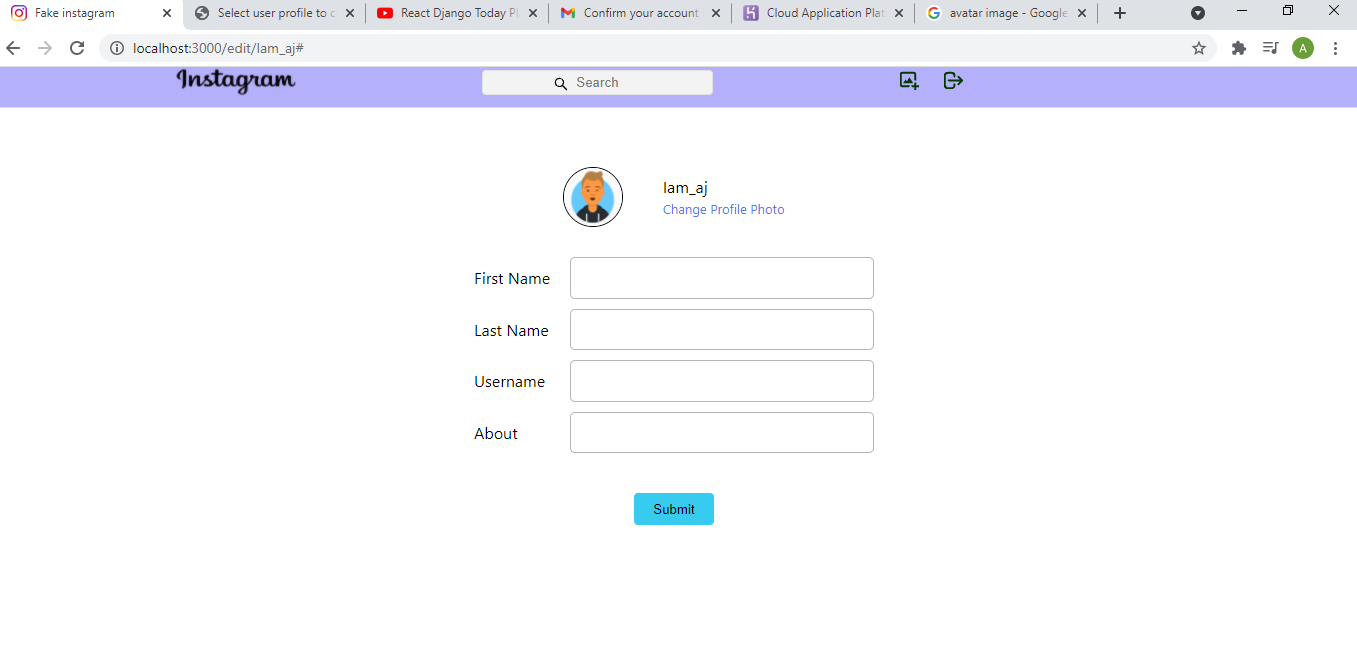 Fake instagram
Select user profile to c
React Django Today Pl
Confirm your account
Cloud Application Plat
avatar image - Google
localhost:3000/edit/Iam_aj#
A
Instagram
Search
Iam_aj
Change Profile Photo
First Name
Last Name
Username
About
Submit